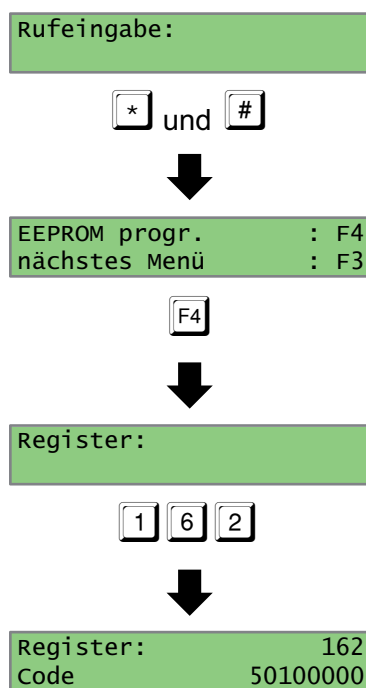 Rufeingabe:
* und #
EEPROM progr. : F4
nächstes Menü : F3
F4
Register:
1 6 2
Register: 162
Code 50100000